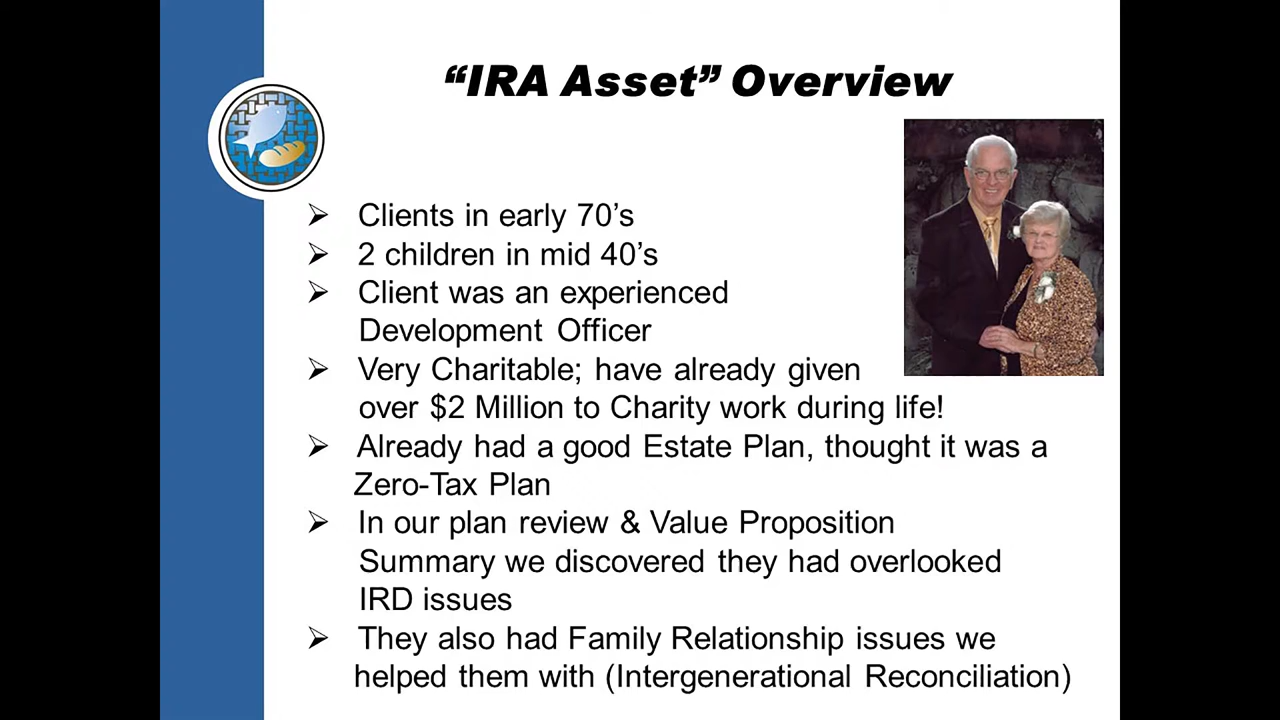 “IRA Asset” Overview
➢ Clients in early 70’s
➢ 2 children in mid 40’s
➢ Client was an experienced
Development Officer
➢ Very Charitable; have already given
over $2 Million to Charity work during life!
➢ Already had a good Estate Plan, thought it was a
Zero-Tax Plan
➢ In our plan review & Value Proposition
Summary we discovered they had overlooked
IRD issues
➢ They also had Family Relationship issues we
helped them with (Intergenerational Reconciliation)